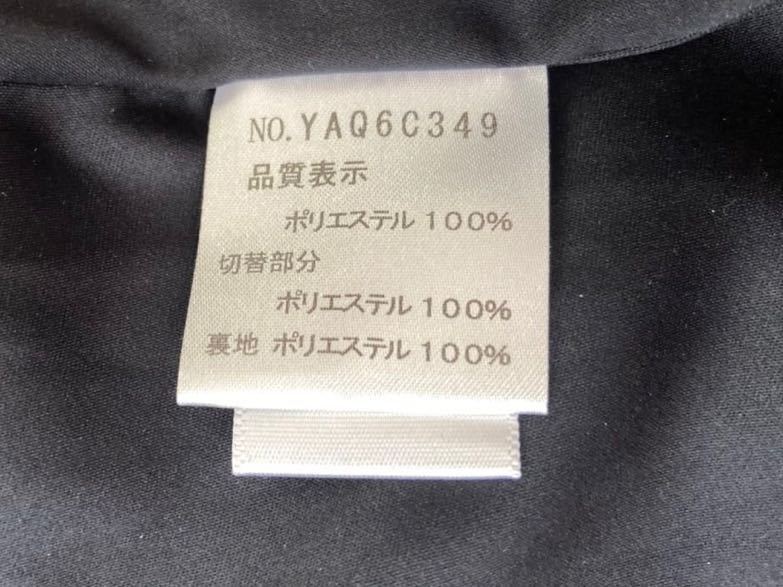 NO.YAQ6C349
品質表示
ポリエステル 100%
切替部分
ポリエステル 100%
裏地 ポリエステル 100%